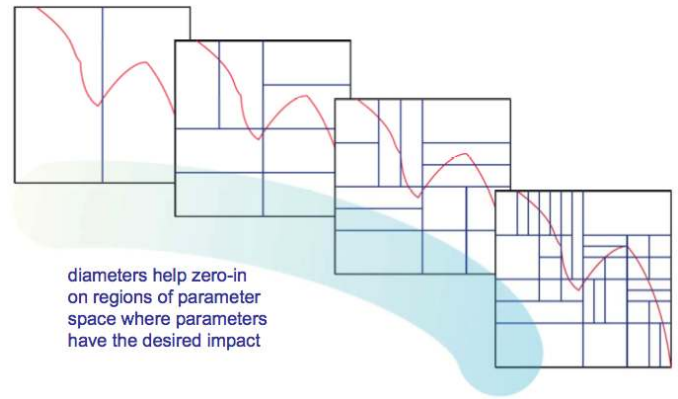 diameters help zero-in
on regions of parameter
space where parameters
have the desired impact